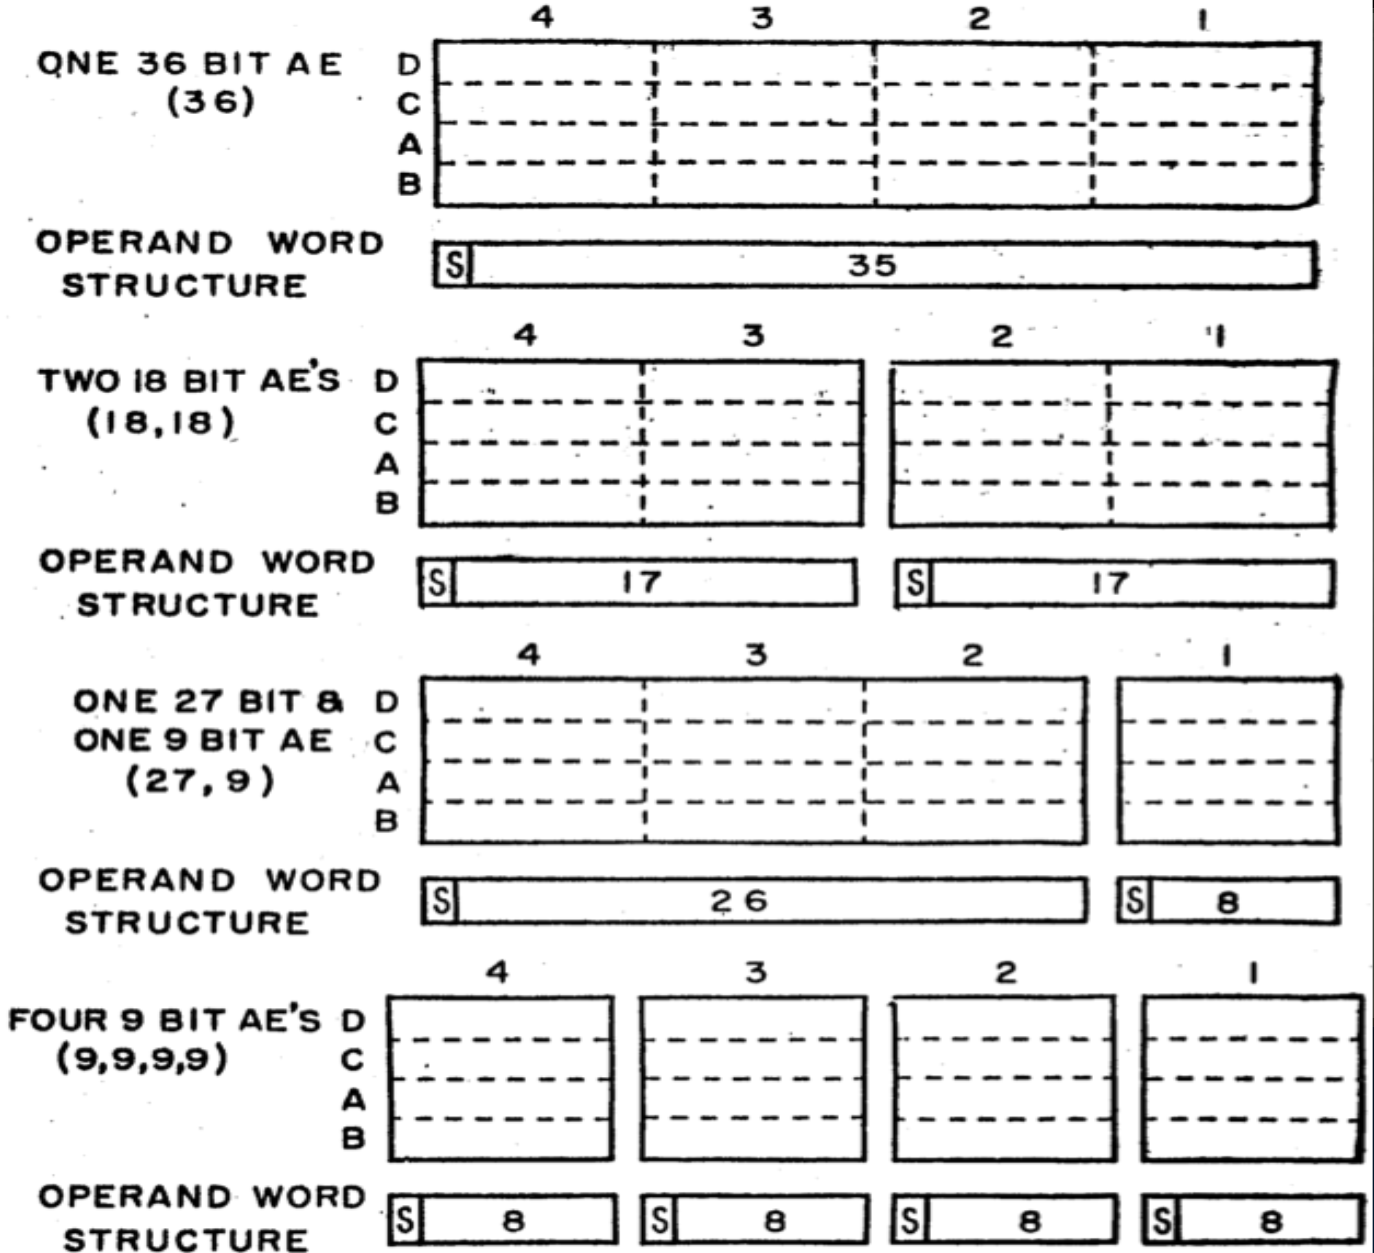 4 3 2 1
ONE 36 BIT AE D
(36) C
A
B
OPERAND WORD
STRUCTURE
S 35
4 3 2 1
TWO 18 BIT AE'S D
(18,18) C
A
B
OPERAND WORD
STRUCTURE
S 17 S 17
4 3 2 1
ONE 27 BIT & D
ONE 9 BIT AE C
(27, 9) A
B
OPERAND WORD
STRUCTURE
S 26 S 8
4 3 2 1
FOUR 9 BIT AE'S D
(9,9,9,9) C
A
B
OPERAND WORD
STRUCTURE
S 8 S 8 S 8 S 8